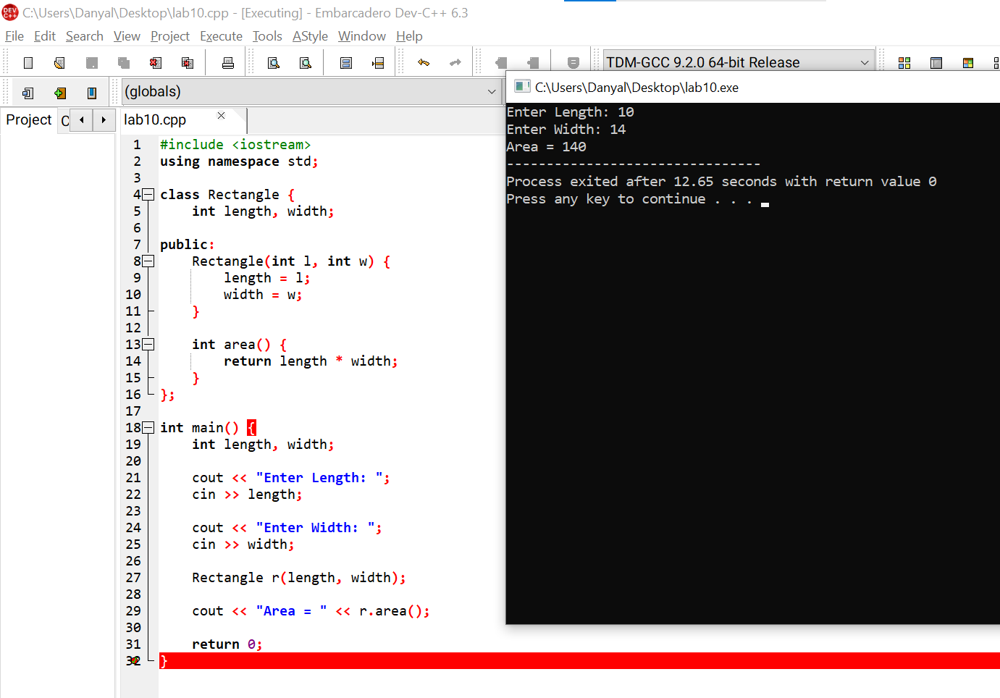 DEV C++ C:\Users\Danyal\Desktop\lab10.cpp - [Executing] - Embarcadero Dev-C++ 6.3
File Edit Search View Project Execute Tools AStyle Window Help
TDM-GCC 9.2.0 64-bit Release
(globals)
Project C lab10.cpp
1 #include <iostream>
2 using namespace std;
3
4 class Rectangle {
5     int length, width;
6
7 public:
8     Rectangle(int l, int w) {
9         length = l;
10         width = w;
11     }
12
13     int area() {
14         return length * width;
15     }
16 };
17
18 int main() {
19     int length, width;
20
21     cout << "Enter Length: ";
22     cin >> length;
23
24     cout << "Enter Width: ";
25     cin >> width;
26
27     Rectangle r(length, width);
28
29     cout << "Area = " << r.area();
30
31     return 0;
32 }
C:\Users\Danyal\Desktop\lab10.exe
Enter Length: 10
Enter Width: 14
Area = 140
--------------------------------
Process exited after 12.65 seconds with return value 0
Press any key to continue . . .